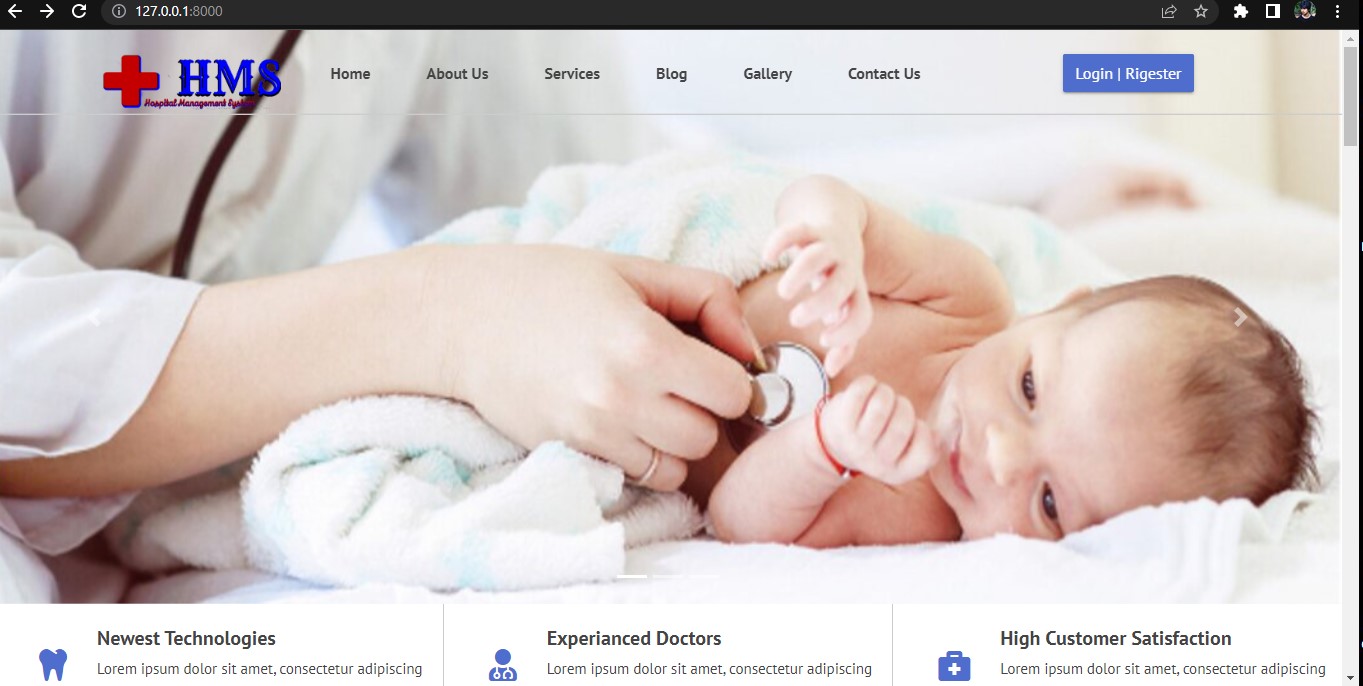 127.0.0.1:8000
HMS
Hospital Management System
Home About Us Services Blog Gallery Contact Us Login | Rigester
Newest Technologies
Lorem ipsum dolor sit amet, consectetur adipiscing
Experianced Doctors
Lorem ipsum dolor sit amet, consectetur adipiscing
High Customer Satisfaction
Lorem ipsum dolor sit amet, consectetur adipiscing